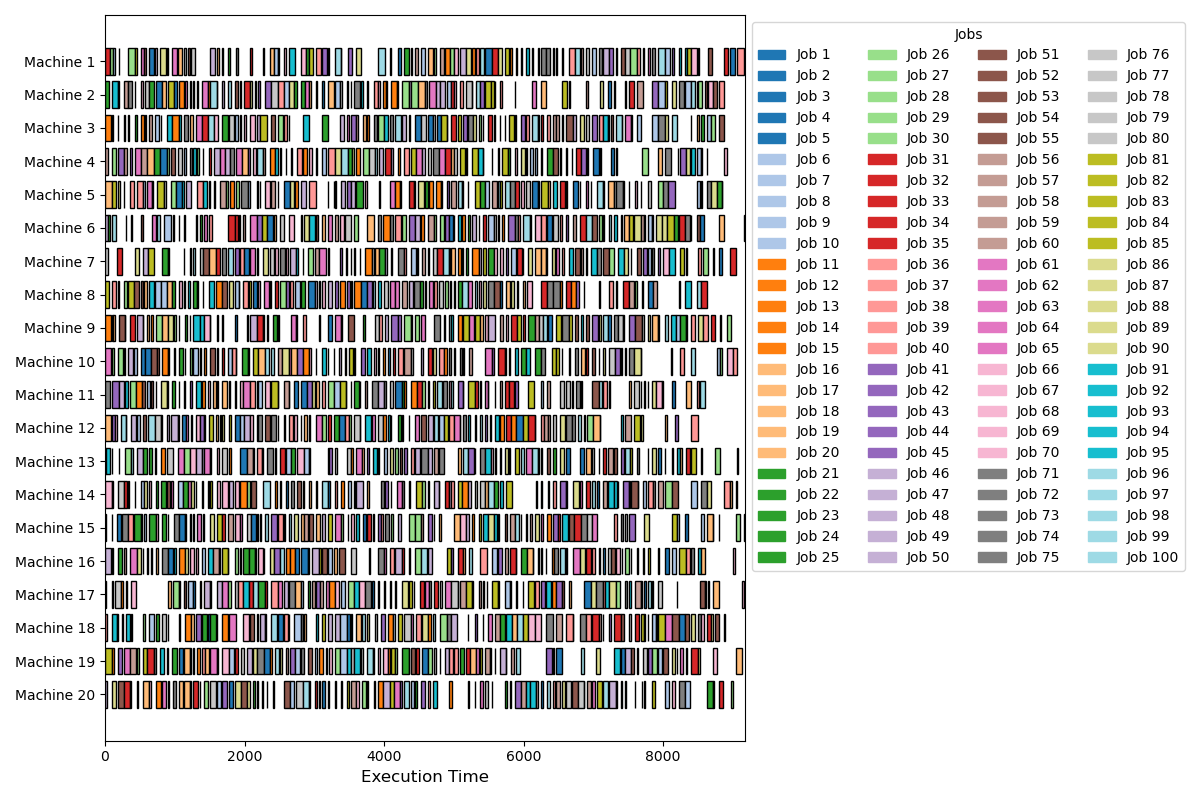 Jobs
Job 1 Job 26 Job 51 Job 76
Job 2 Job 27 Job 52 Job 77
Job 3 Job 28 Job 53 Job 78
Job 4 Job 29 Job 54 Job 79
Job 5 Job 30 Job 55 Job 80
Job 6 Job 31 Job 56 Job 81
Job 7 Job 32 Job 57 Job 82
Job 8 Job 33 Job 58 Job 83
Job 9 Job 34 Job 59 Job 84
Job 10 Job 35 Job 60 Job 85
Job 11 Job 36 Job 61 Job 86
Job 12 Job 37 Job 62 Job 87
Job 13 Job 38 Job 63 Job 88
Job 14 Job 39 Job 64 Job 89
Job 15 Job 40 Job 65 Job 90
Job 16 Job 41 Job 66 Job 91
Job 17 Job 42 Job 67 Job 92
Job 18 Job 43 Job 68 Job 93
Job 19 Job 44 Job 69 Job 94
Job 20 Job 45 Job 70 Job 95
Job 21 Job 46 Job 71 Job 96
Job 22 Job 47 Job 72 Job 97
Job 23 Job 48 Job 73 Job 98
Job 24 Job 49 Job 74 Job 99
Job 25 Job 50 Job 75 Job 100
Machine 1
Machine 2
Machine 3
Machine 4
Machine 5
Machine 6
Machine 7
Machine 8
Machine 9
Machine 10
Machine 11
Machine 12
Machine 13
Machine 14
Machine 15
Machine 16
Machine 17
Machine 18
Machine 19
Machine 20
0 2000 4000 6000 8000
Execution Time